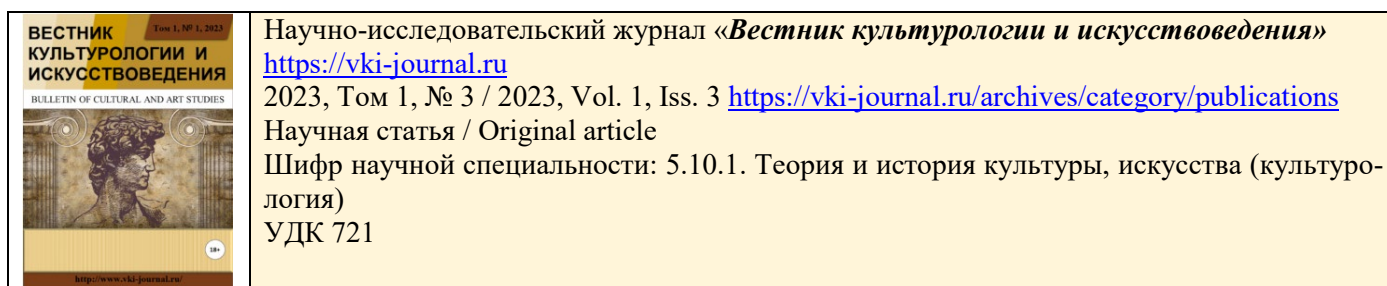 ВЕСТНИК
Том 1, № 1, 2023
КУЛЬТУРОЛОГИИ И
ИСКУССТВОВЕДЕНИЯ
BULLETIN OF CULTURAL AND ART STUDIES
18+
http://www.vki-journal.ru/
Научно-исследовательский журнал «Вестник культурологии и искусствоведения»
https://vki-journal.ru
2023, Том 1, № 3 / 2023, Vol. 1, Iss. 3 https://vki-journal.ru/archives/category/publications
Научная статья / Original article
Шифр научной специальности: 5.10.1. Теория и история культуры, искусства (культуро-
логия)
УДК 721